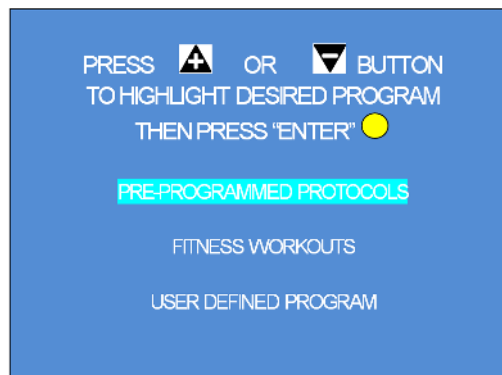 PRESS + OR − BUTTON
TO HIGHLIGHT DESIRED PROGRAM
THEN PRESS “ENTER”
PRE-PROGRAMMED PROTOCOLS
FITNESS WORKOUTS
USER DEFINED PROGRAM